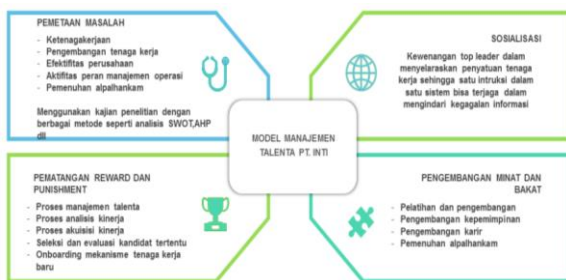 PEMETAAN MASALAH
- Ketenagakerjaan
- Pengembangan tenaga kerja
- Efektifitas perusahaan
- Aktifitas peran manajemen operasi
- Pemenuhan alpalhankam
Menggunakan kajian penelitian dengan
berbagai metode seperti analisis SWOT,AHP
dll
SOSIALISASI
Kewenangan top leader dalam
menyelaraskan penyatuan tenaga
kerja sehingga satu intruksi dalam
satu sistem bisa terjaga dalam
mengindari kegagalan informasi
MODEL MANAJEMEN
TALENTA PT. INTI
PEMATANGAN REWARD DAN
PUNISHMENT
- Proses manajemen talenta
- Proses analisis kinerja
- Proses akuisisi kinerja
- Seleksi dan evaluasi kandidat tertentu
- Onboarding mekanisme tenaga kerja
baru
PENGEMBANGAN MINAT DAN
BAKAT
- Pelatihan dan pengembangan
- Pengembangan kepemimpinan
- Pengembangan karir
- Pemenuhan alpalhankam